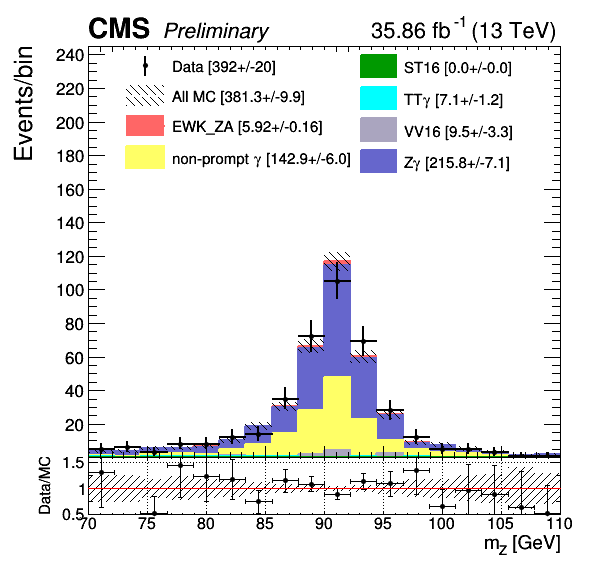 CMS Preliminary 35.86 fb⁻¹ (13 TeV)
Events/bin
240
220
200
180
160
140
120
100
80
60
40
20
Data [392+/-20]
All MC [381.3+/-9.9]
EWK_ZA [5.92+/-0.16]
non-prompt γ [142.9+/-6.0]
ST16 [0.0+/-0.0]
TTγ [7.1+/-1.2]
VV16 [9.5+/-3.3]
Zγ [215.8+/-7.1]
Data/MC
1.5
1
0.5
70 75 80 85 90 95 100 105 110
m_Z [GeV]